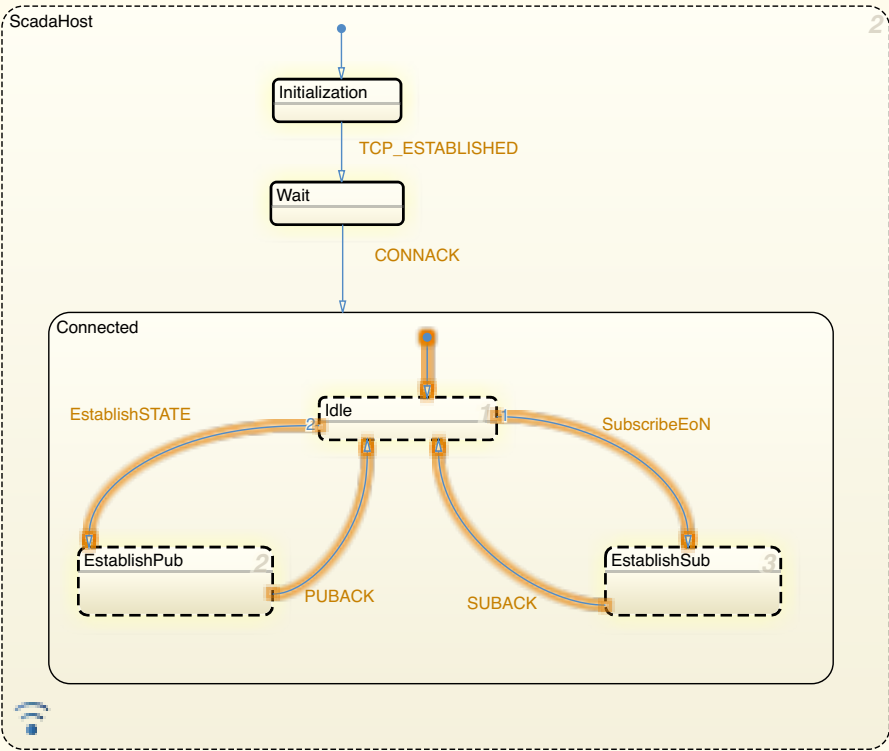 ScadaHost
2
Initialization
TCP_ESTABLISHED
Wait
CONNACK
Connected
Idle
1
1
2
EstablishSTATE
SubscribeEoN
EstablishPub
2
EstablishSub
3
PUBACK
SUBACK